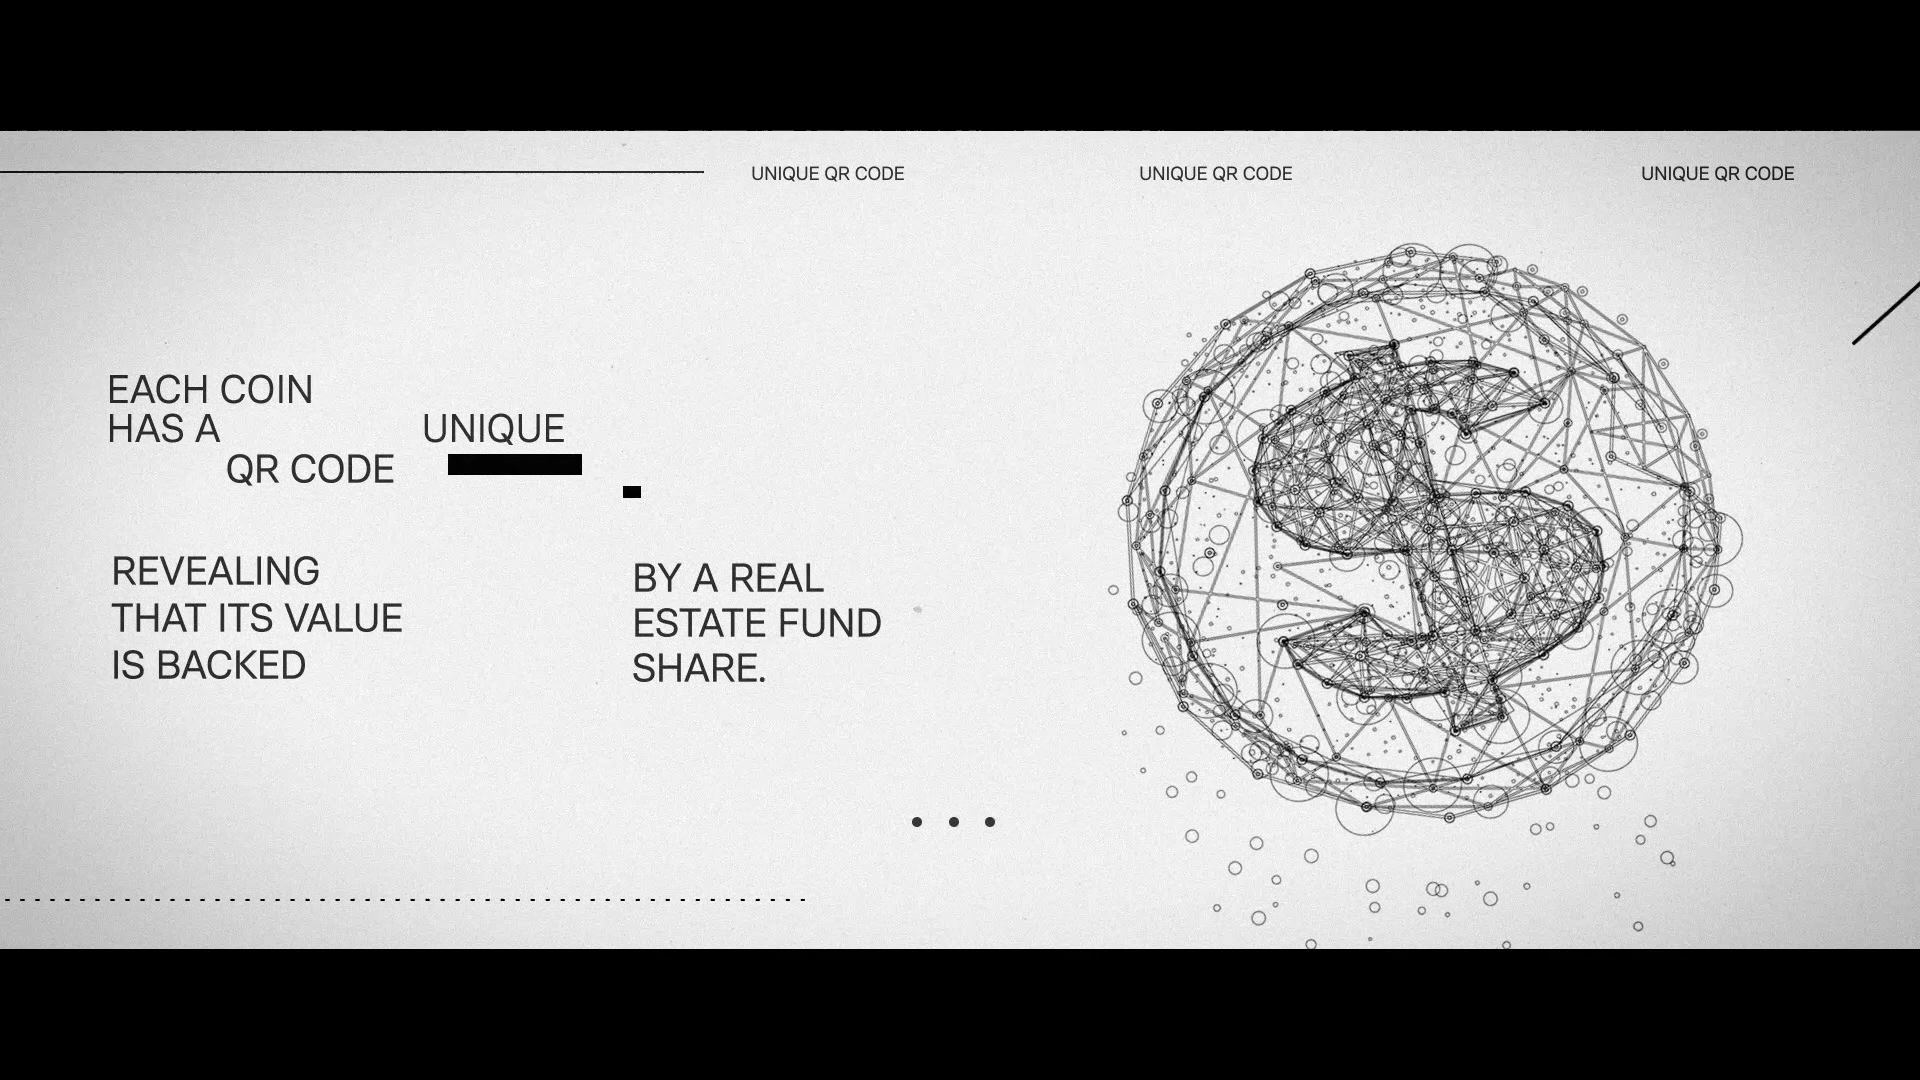 UNIQUE QR CODE
UNIQUE QR CODE
UNIQUE QR CODE
EACH COIN
HAS A UNIQUE
QR CODE
REVEALING
THAT ITS VALUE
IS BACKED
BY A REAL
ESTATE FUND
SHARE.